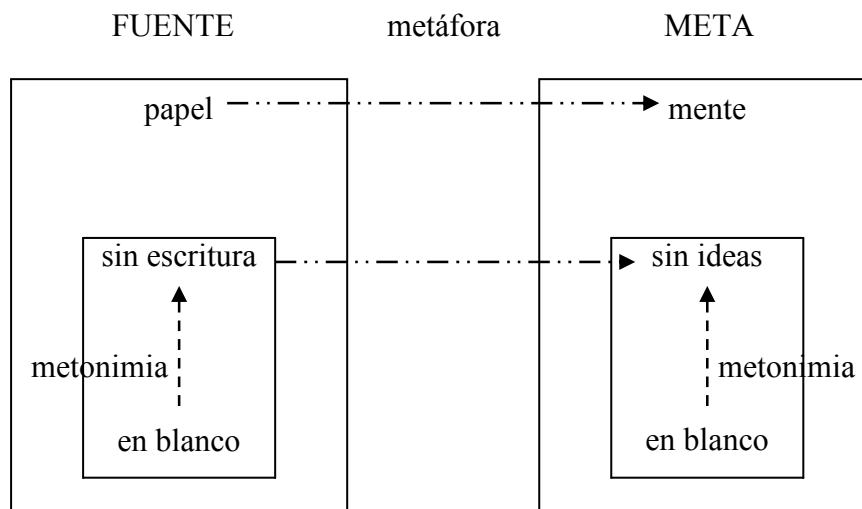 FUENTE metáfora META
papel mente
sin escritura sin ideas
metonimia metonimia
en blanco en blanco